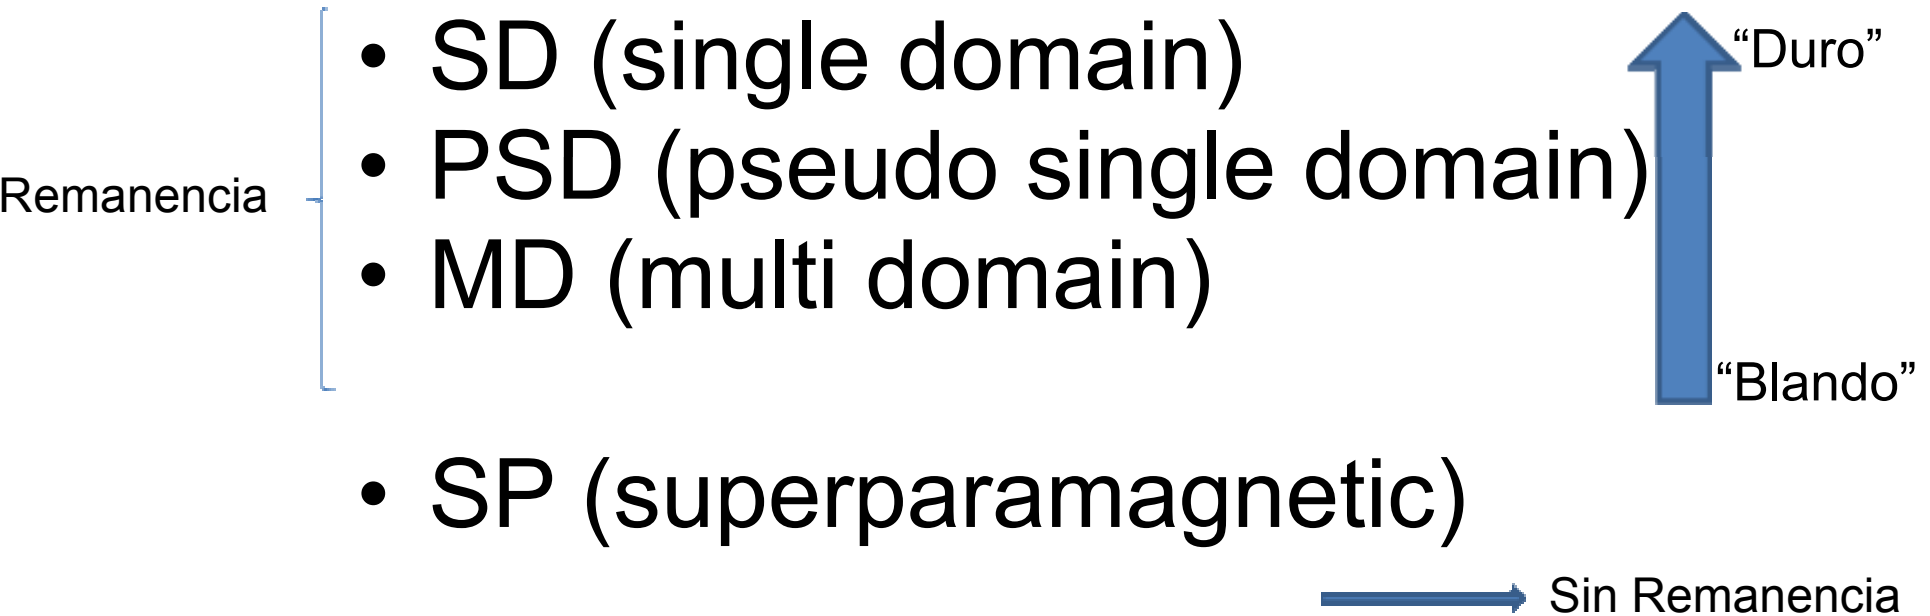 • SD (single domain)
“Duro”
• PSD (pseudo single domain)
Remanencia
• MD (multi domain)
“Blando”
• SP (superparamagnetic)
Sin Remanencia